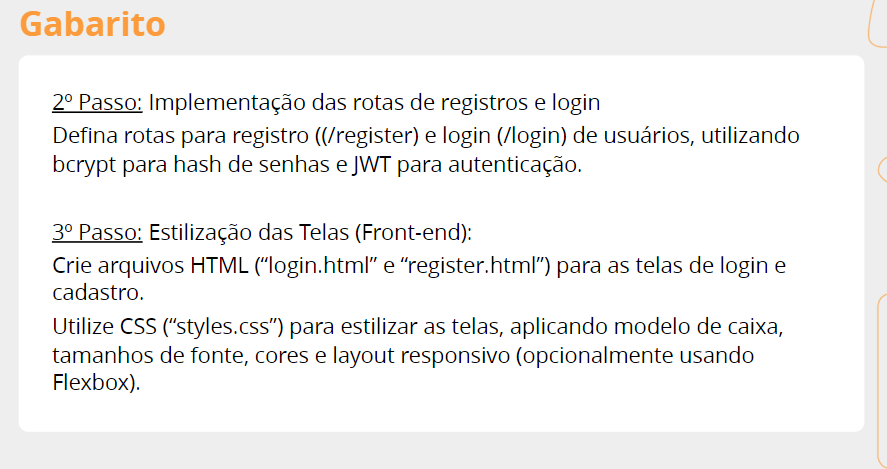 Gabarito
2º Passo: Implementação das rotas de registros e login
Defina rotas para registro ((/register) e login (/login) de usuários, utilizando
bcrypt para hash de senhas e JWT para autenticação.
3º Passo: Estilização das Telas (Front-end):
Crie arquivos HTML (“login.html” e “register.html”) para as telas de login e
cadastro.
Utilize CSS (“styles.css”) para estilizar as telas, aplicando modelo de caixa,
tamanhos de fonte, cores e layout responsivo (opcionalmente usando
Flexbox).